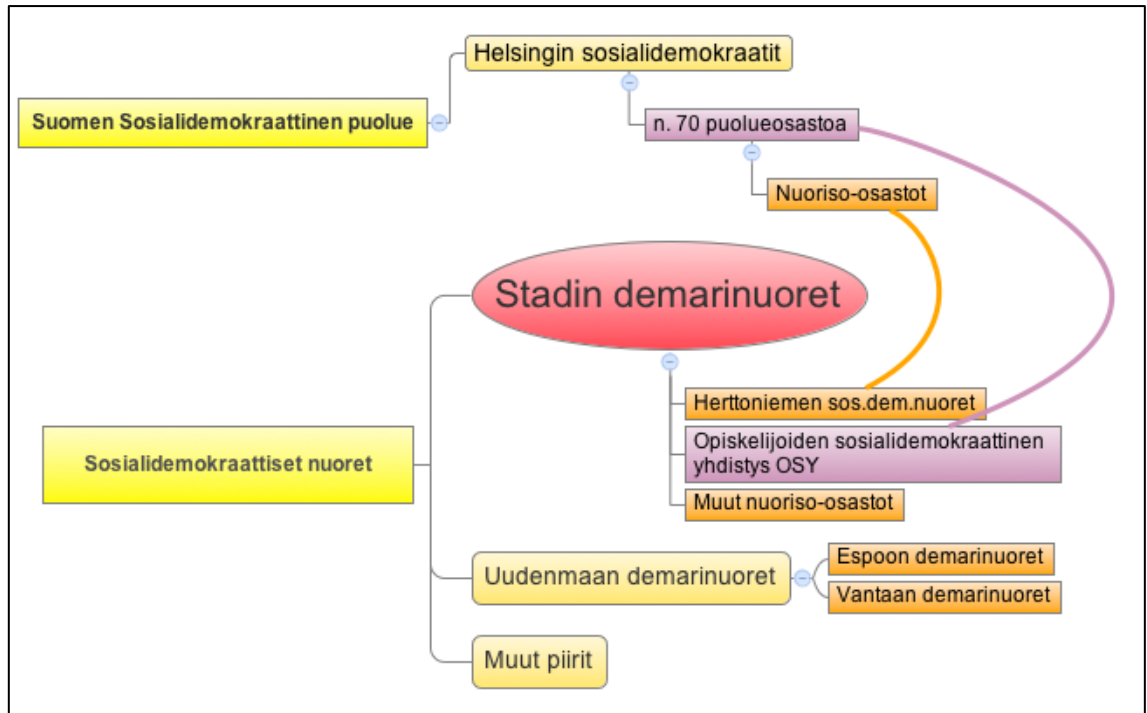 Helsingin sosialidemokraatit
Suomen Sosialidemokraattinen puolue
n. 70 puolueosastoa
Nuoriso-osastot
Stadin demarinuoret
Herttoniemen sos.dem.nuoret
Opiskelijoiden sosialidemokraattinen
yhdistys OSY
Muut nuoriso-osastot
Sosialidemokraattiset nuoret
Uudenmaan demarinuoret
Espoon demarinuoret
Vantaan demarinuoret
Muut piirit